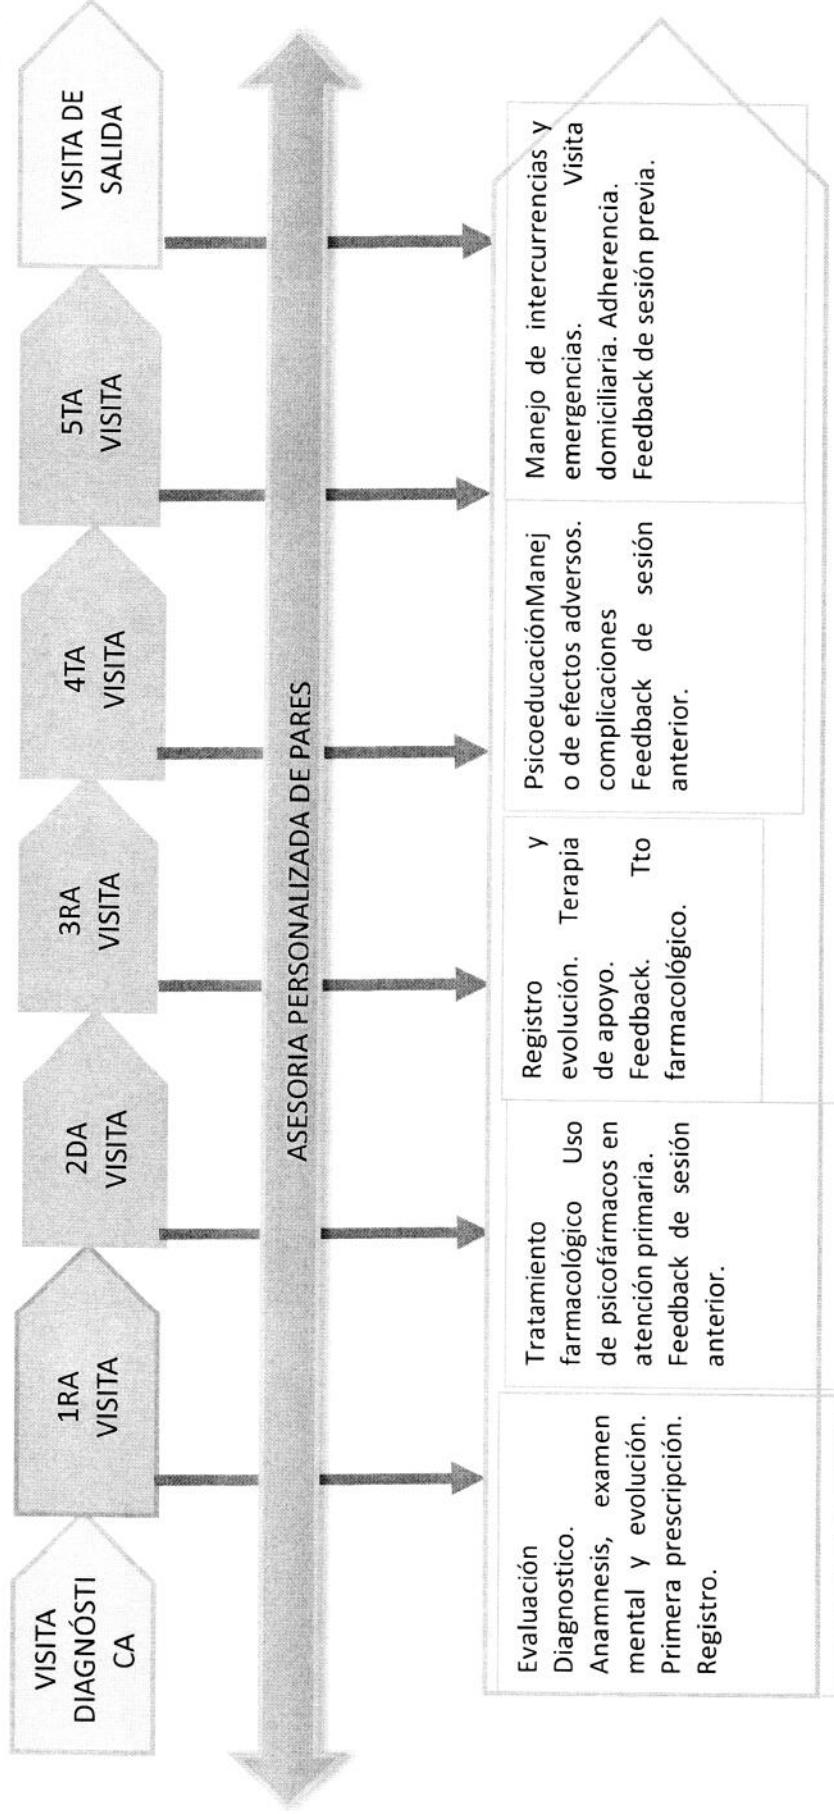 VISITA
DIAGNÓSTI
CA
1RA
VISITA
2DA
VISITA
3RA
VISITA
4TA
VISITA
5TA
VISITA
VISITA DE
SALIDA
ASESORIA PERSONALIZADA DE PARES
Evaluación
Diagnostico.
Anamnesis, examen
mental y evolución.
Primera prescripción.
Registro.
Tratamiento
farmacológico Uso
de psicofármacos en
atención primaria.
Feedback de sesión
anterior.
Registro y
evolución. Terapia
de apoyo.
Feedback. Tto
farmacológico.
PsicoeducaciónManej
o de efectos adversos.
complicaciones
Feedback de sesión
anterior.
Manejo de intercurrencias y
emergencias. Visita
domiciliaria. Adherencia.
Feedback de sesión previa.